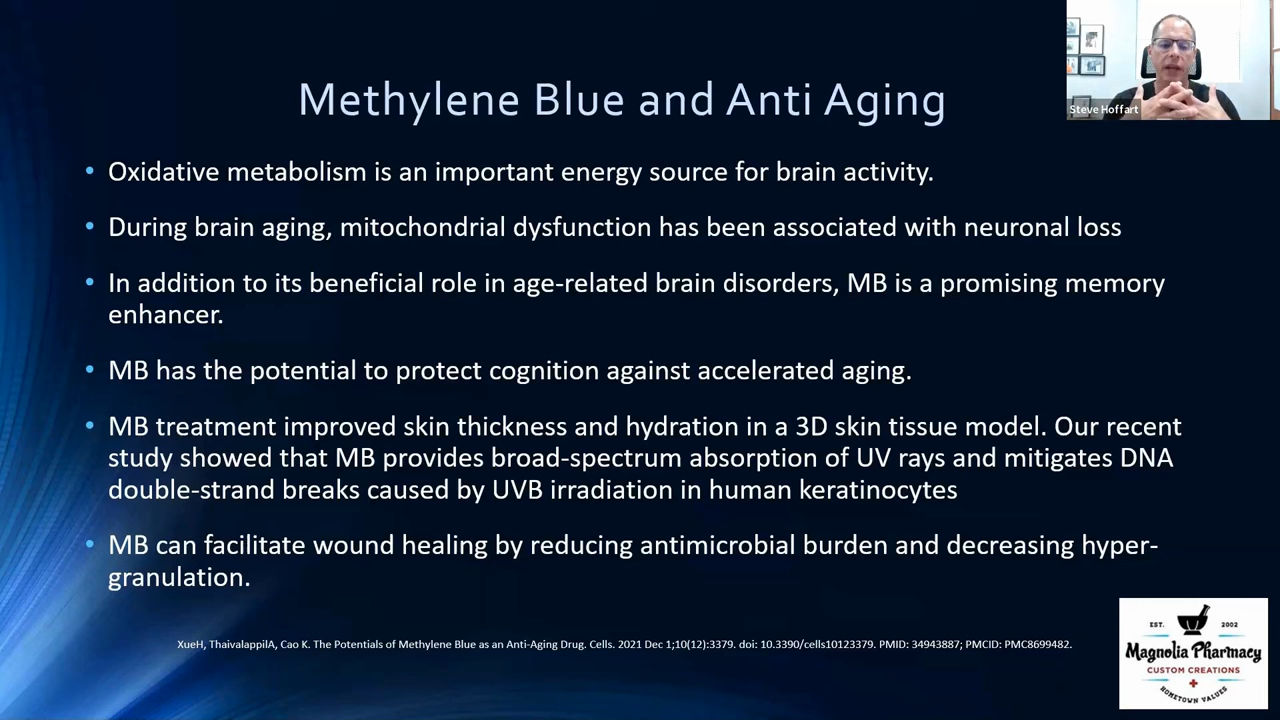 Steve Hoffart
Methylene Blue and Anti Aging
• Oxidative metabolism is an important energy source for brain activity.
• During brain aging, mitochondrial dysfunction has been associated with neuronal loss
• In addition to its beneficial role in age-related brain disorders, MB is a promising memory
enhancer.
• MB has the potential to protect cognition against accelerated aging.
• MB treatment improved skin thickness and hydration in a 3D skin tissue model. Our recent
study showed that MB provides broad-spectrum absorption of UV rays and mitigates DNA
double-strand breaks caused by UVB irradiation in human keratinocytes
• MB can facilitate wound healing by reducing antimicrobial burden and decreasing hyper-
granulation.
XueH, ThaivalappilA, Cao K. The Potentials of Methylene Blue as an Anti-Aging Drug. Cells. 2021 Dec 1;10(12):3379. doi: 10.3390/cells10123379. PMID: 34943887; PMCID: PMC8699482.
EST. 2002
Magnolia Pharmacy
CUSTOM CREATIONS
HOMETOWN VALUES